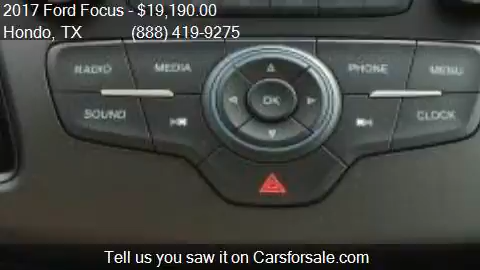 2017 Ford Focus - $19,190.00
Hondo, TX (888) 419-9275
RADIO MEDIA PHONE MENU
OK
SOUND CLOCK
Tell us you saw it on Carsforsale.com